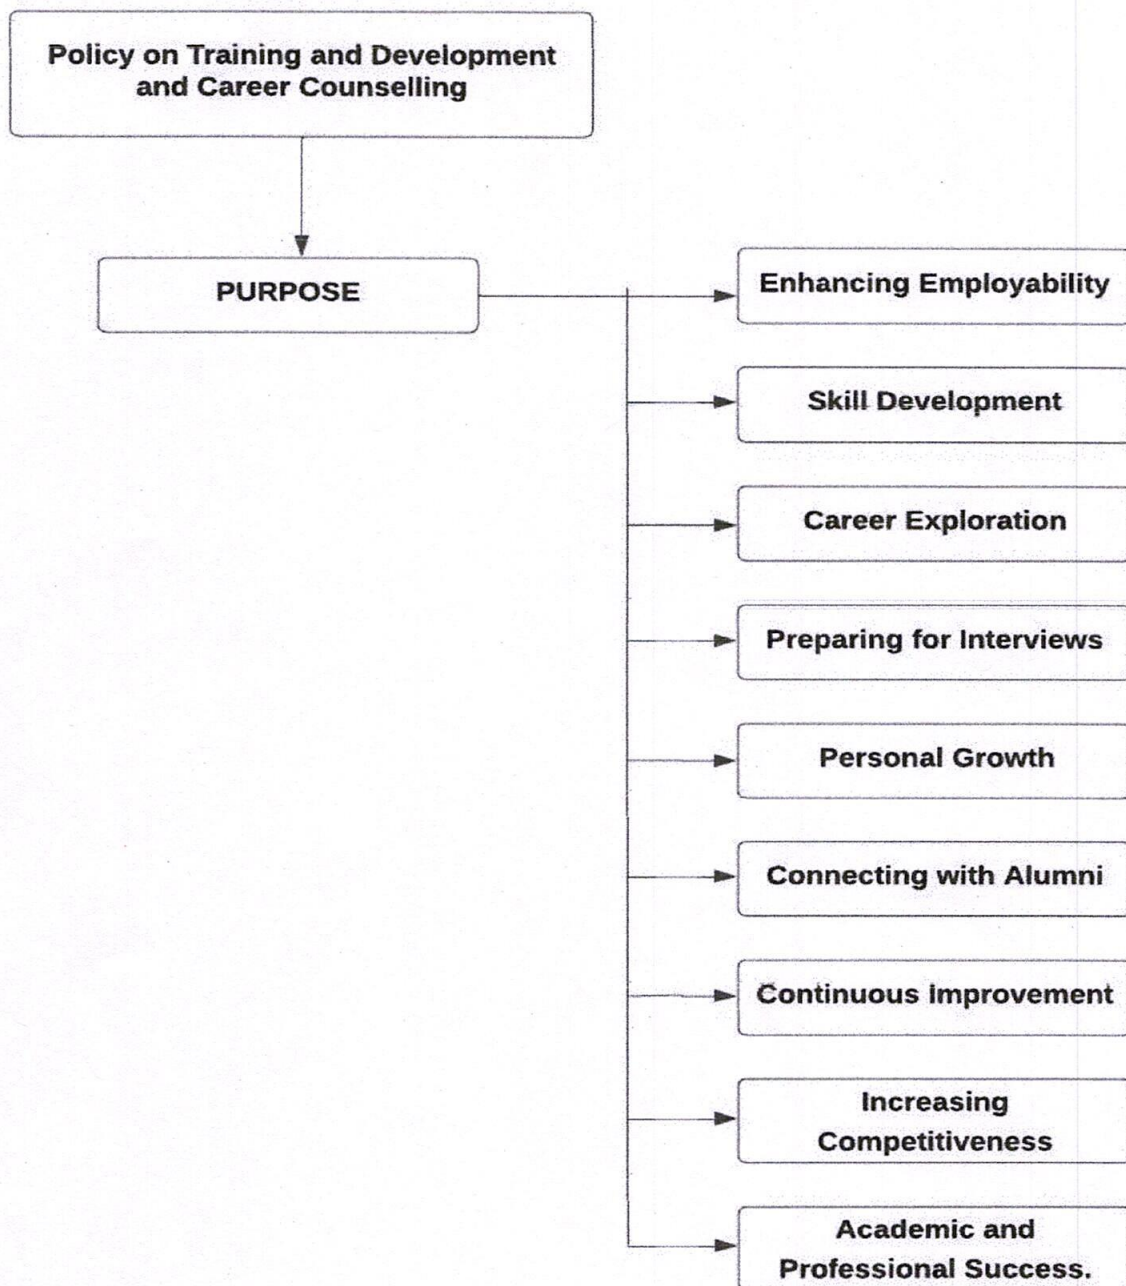 Policy on Training and Development
and Career Counselling
PURPOSE
Enhancing Employability
Skill Development
Career Exploration
Preparing for Interviews
Personal Growth
Connecting with Alumni
Continuous Improvement
Increasing
Competitiveness
Academic and
Professional Success.